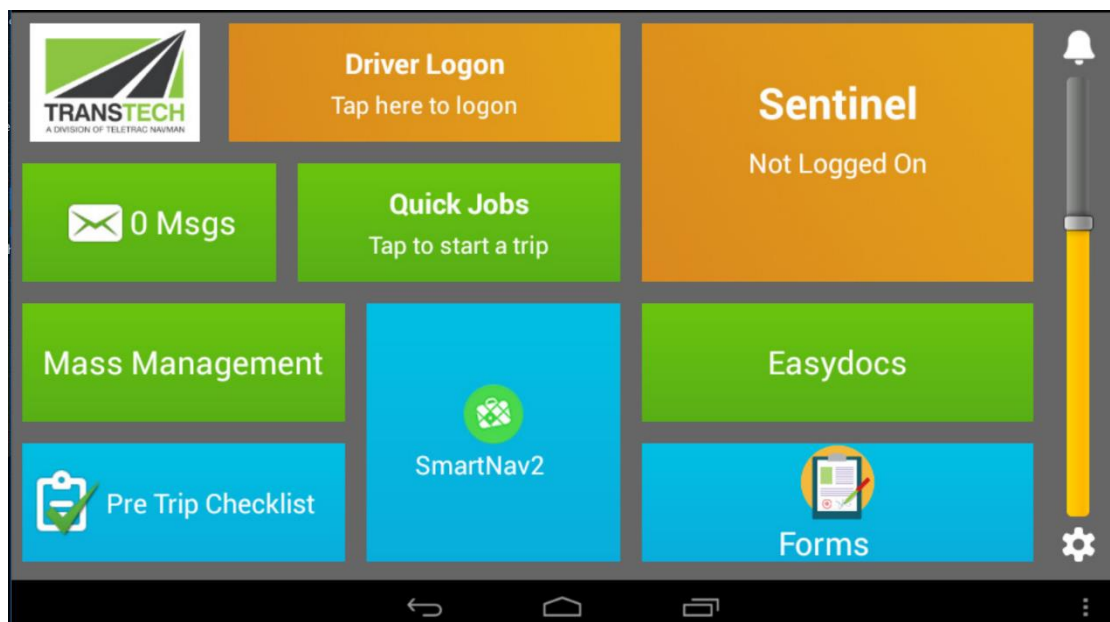 TRANSTECH
A DIVISION OF TELETRAC NAVMAN
Driver Logon
Tap here to logon
Sentinel
Not Logged On
0 Msgs
Quick Jobs
Tap to start a trip
Mass Management
SmartNav2
Easydocs
Pre Trip Checklist
Forms